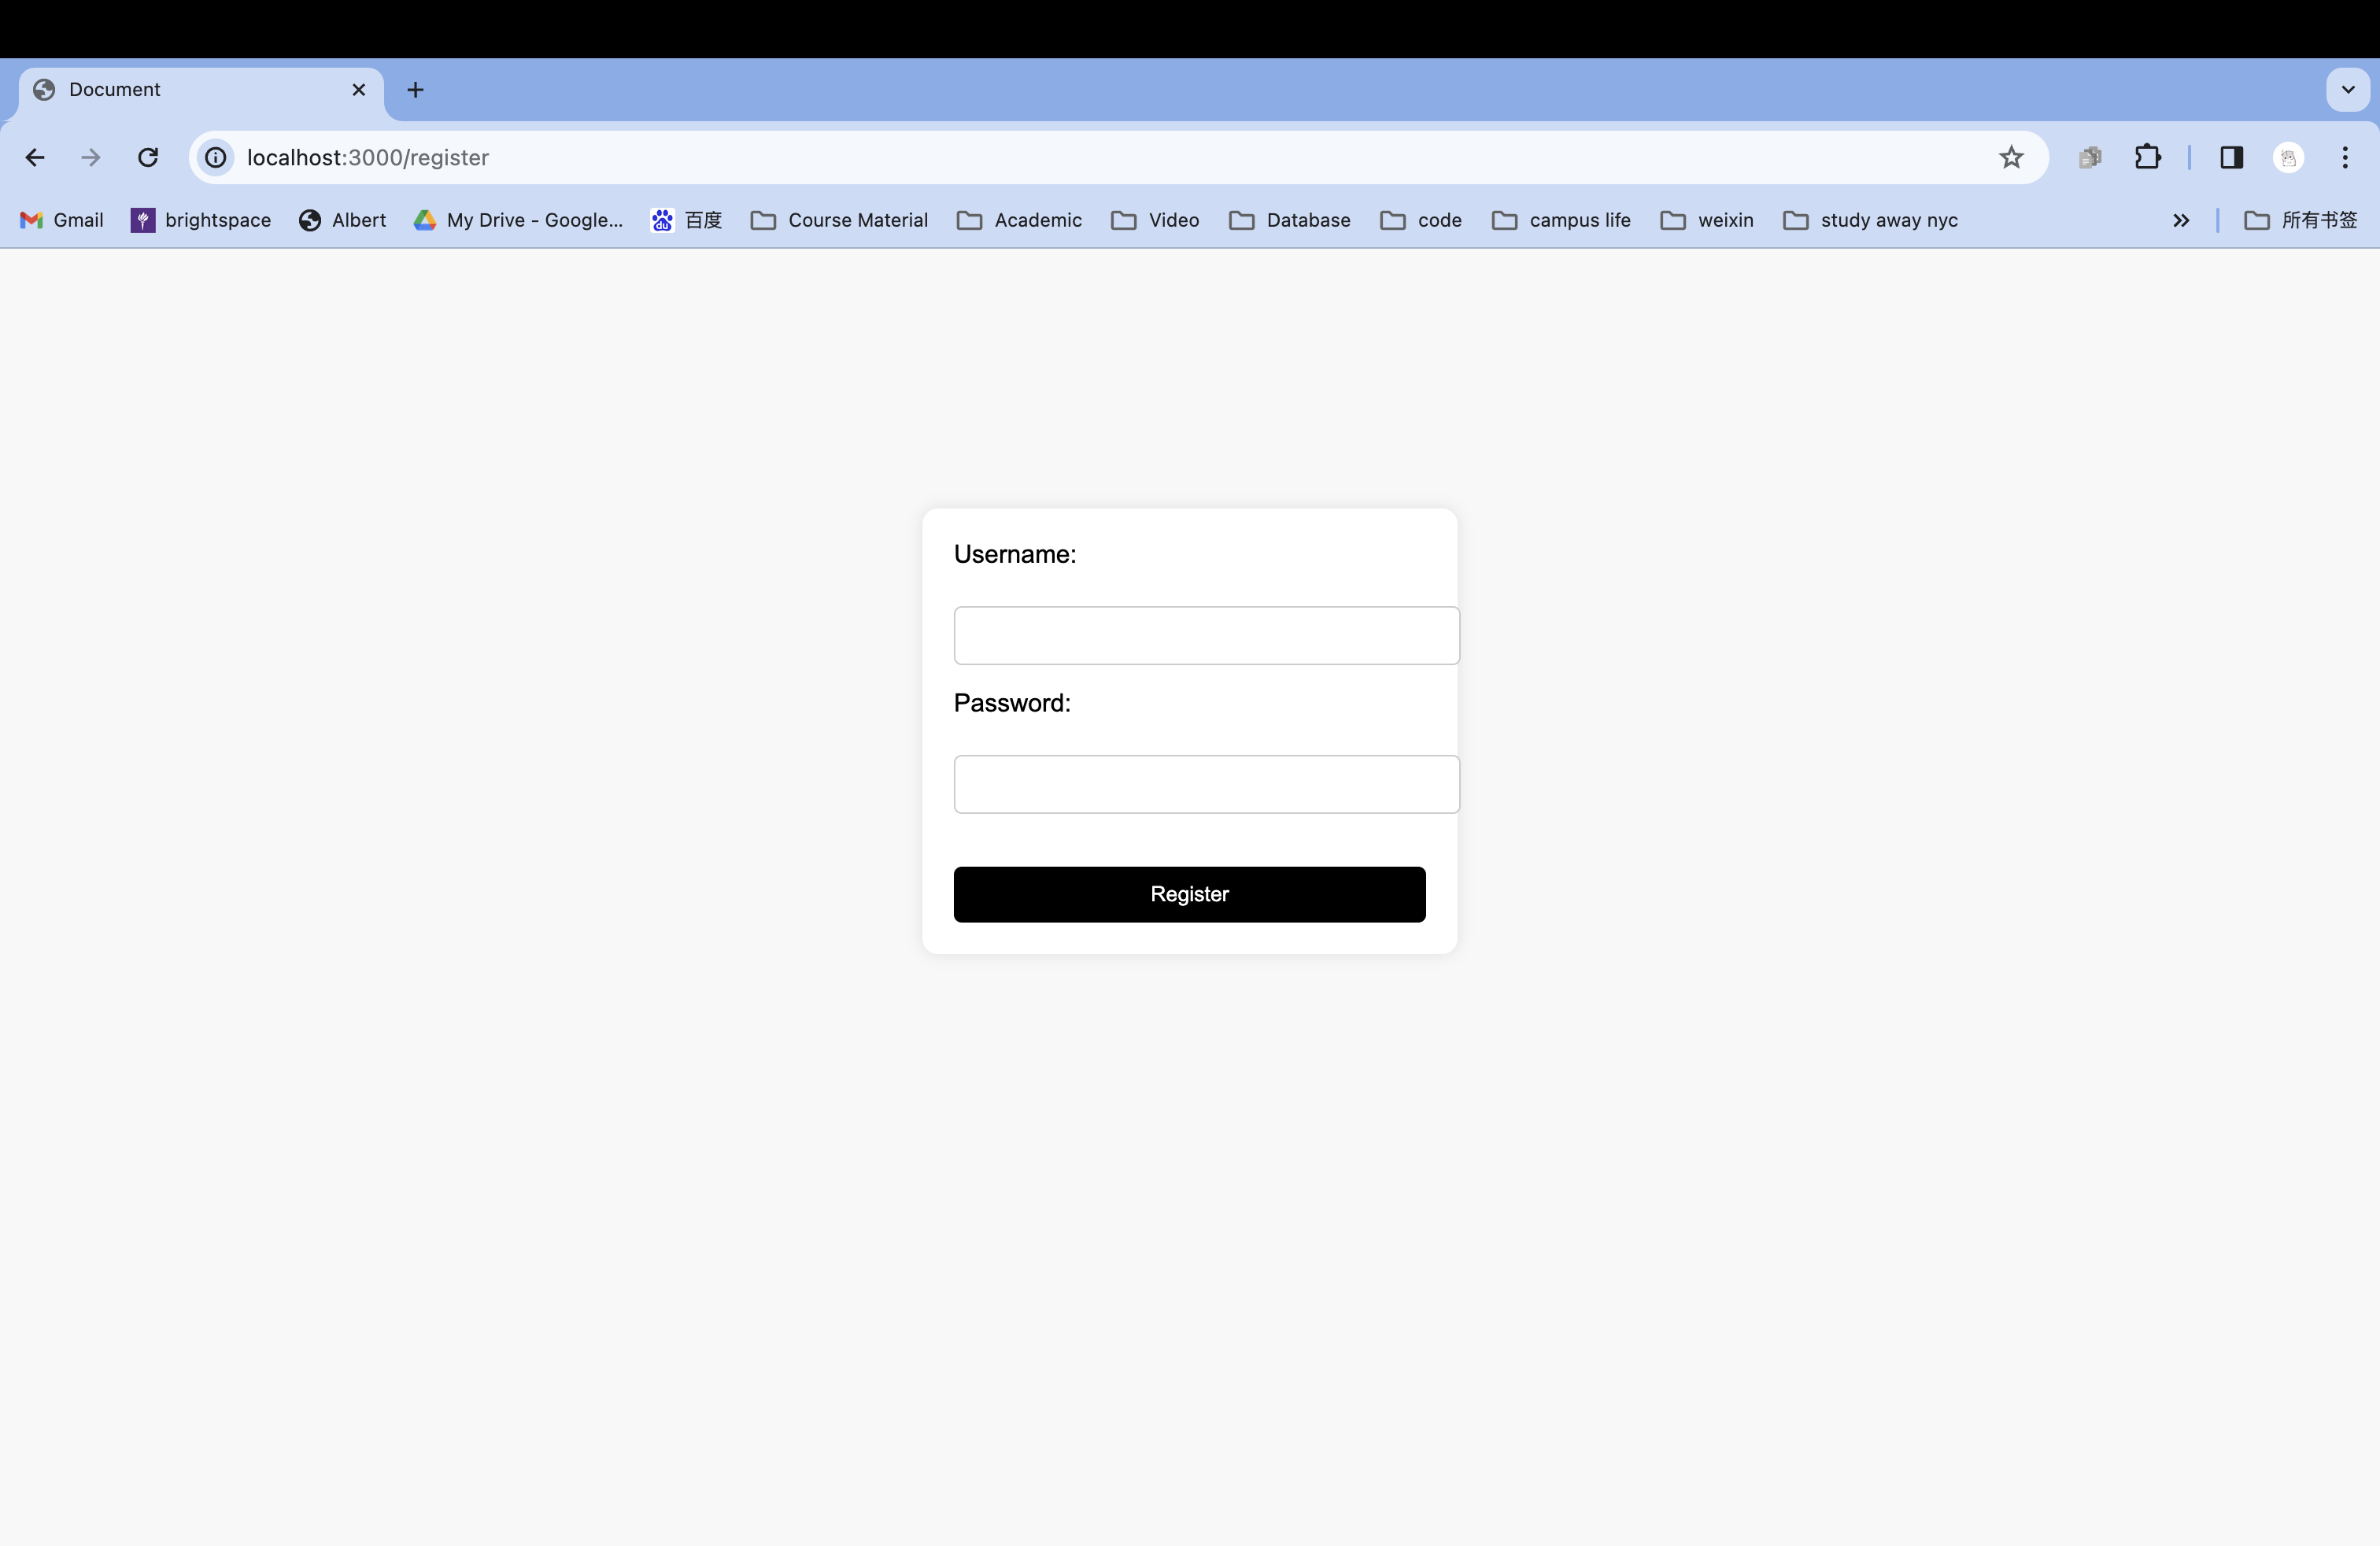 Document
localhost:3000/register
Gmail brightspace Albert My Drive - Google... 百度 Course Material Academic Video Database code campus life weixin study away nyc 所有书签
Username:
Password:
Register